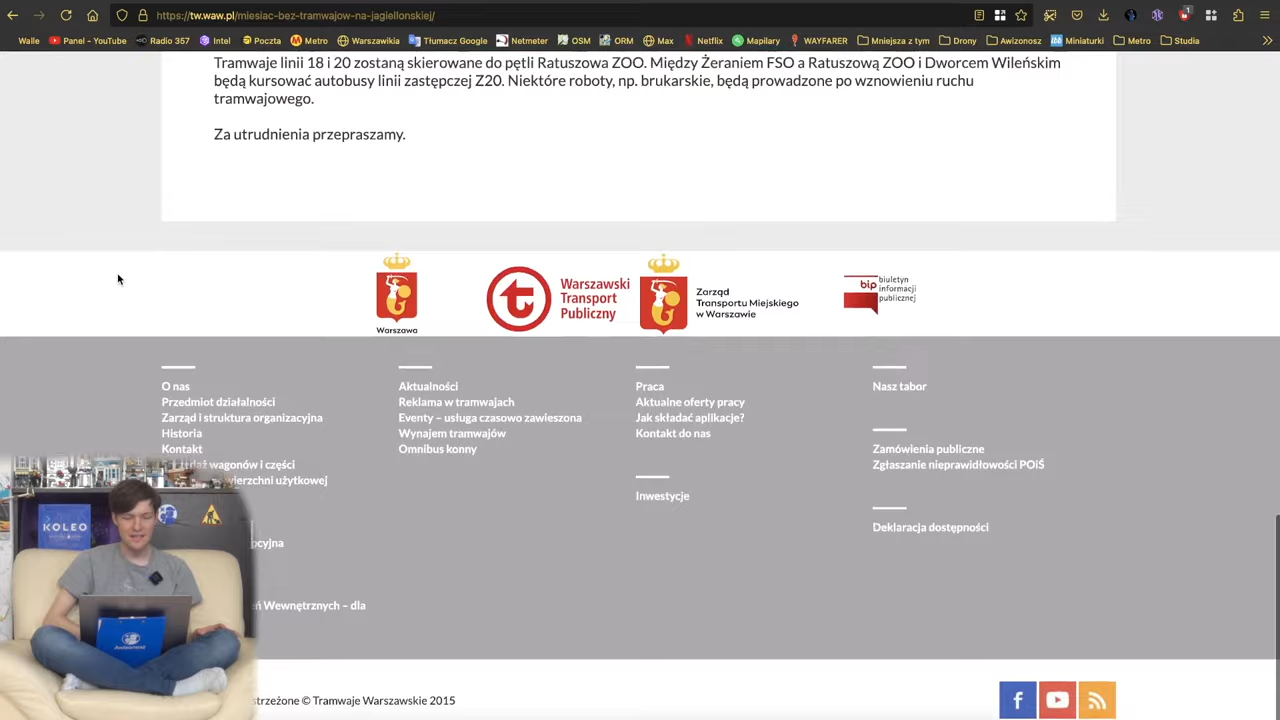 https://tw.waw.pl/miesiac-bez-tramwajow-na-jagiellonskiej/
Walle Panel - YouTube Radio 357 Intel Poczta Metro Warszawikia Tłumacz Google Netmeter OSM ORM Max Netflix Mapilary WAYFARER Mniejsza z tym Drony Awizowanie Miniaturki Metro Studia
Tramwaje linii 18 i 20 zostaną skierowane do pętli Ratuszowa ZOO. Między Żeraniem FSO a Ratuszową ZOO i Dworcem Wileńskim
będą kursować autobusy linii zastępczej Z20. Niektóre roboty, np. brukarskie, będą prowadzone po wznowieniu ruchu
tramwajowego.
Za utrudnienia przepraszamy.
Warszawa
Warszawski
Transport
Publiczny
Zarząd
Transportu Miejskiego
w Warszawie
bip
biuletyn
informacji
publicznej
O nas
Przedmiot działalności
Zarząd i struktura organizacyjna
Historia
Kontakt
wagonów i części
użytkowej
Wewnętrznych – dla
Aktualności
Reklama w tramwajach
Eventy – usługa czasowo zawieszona
Wynajem tramwajów
Omnibus konny
Praca
Aktualne oferty pracy
Jak składać aplikacje?
Kontakt do nas
Inwestycje
Nasz tabor
Zamówienia publiczne
Zgłaszanie nieprawidłowości POiŚ
Deklaracja dostępności
KOLEO
strzeżone © Tramwaje Warszawskie 2015